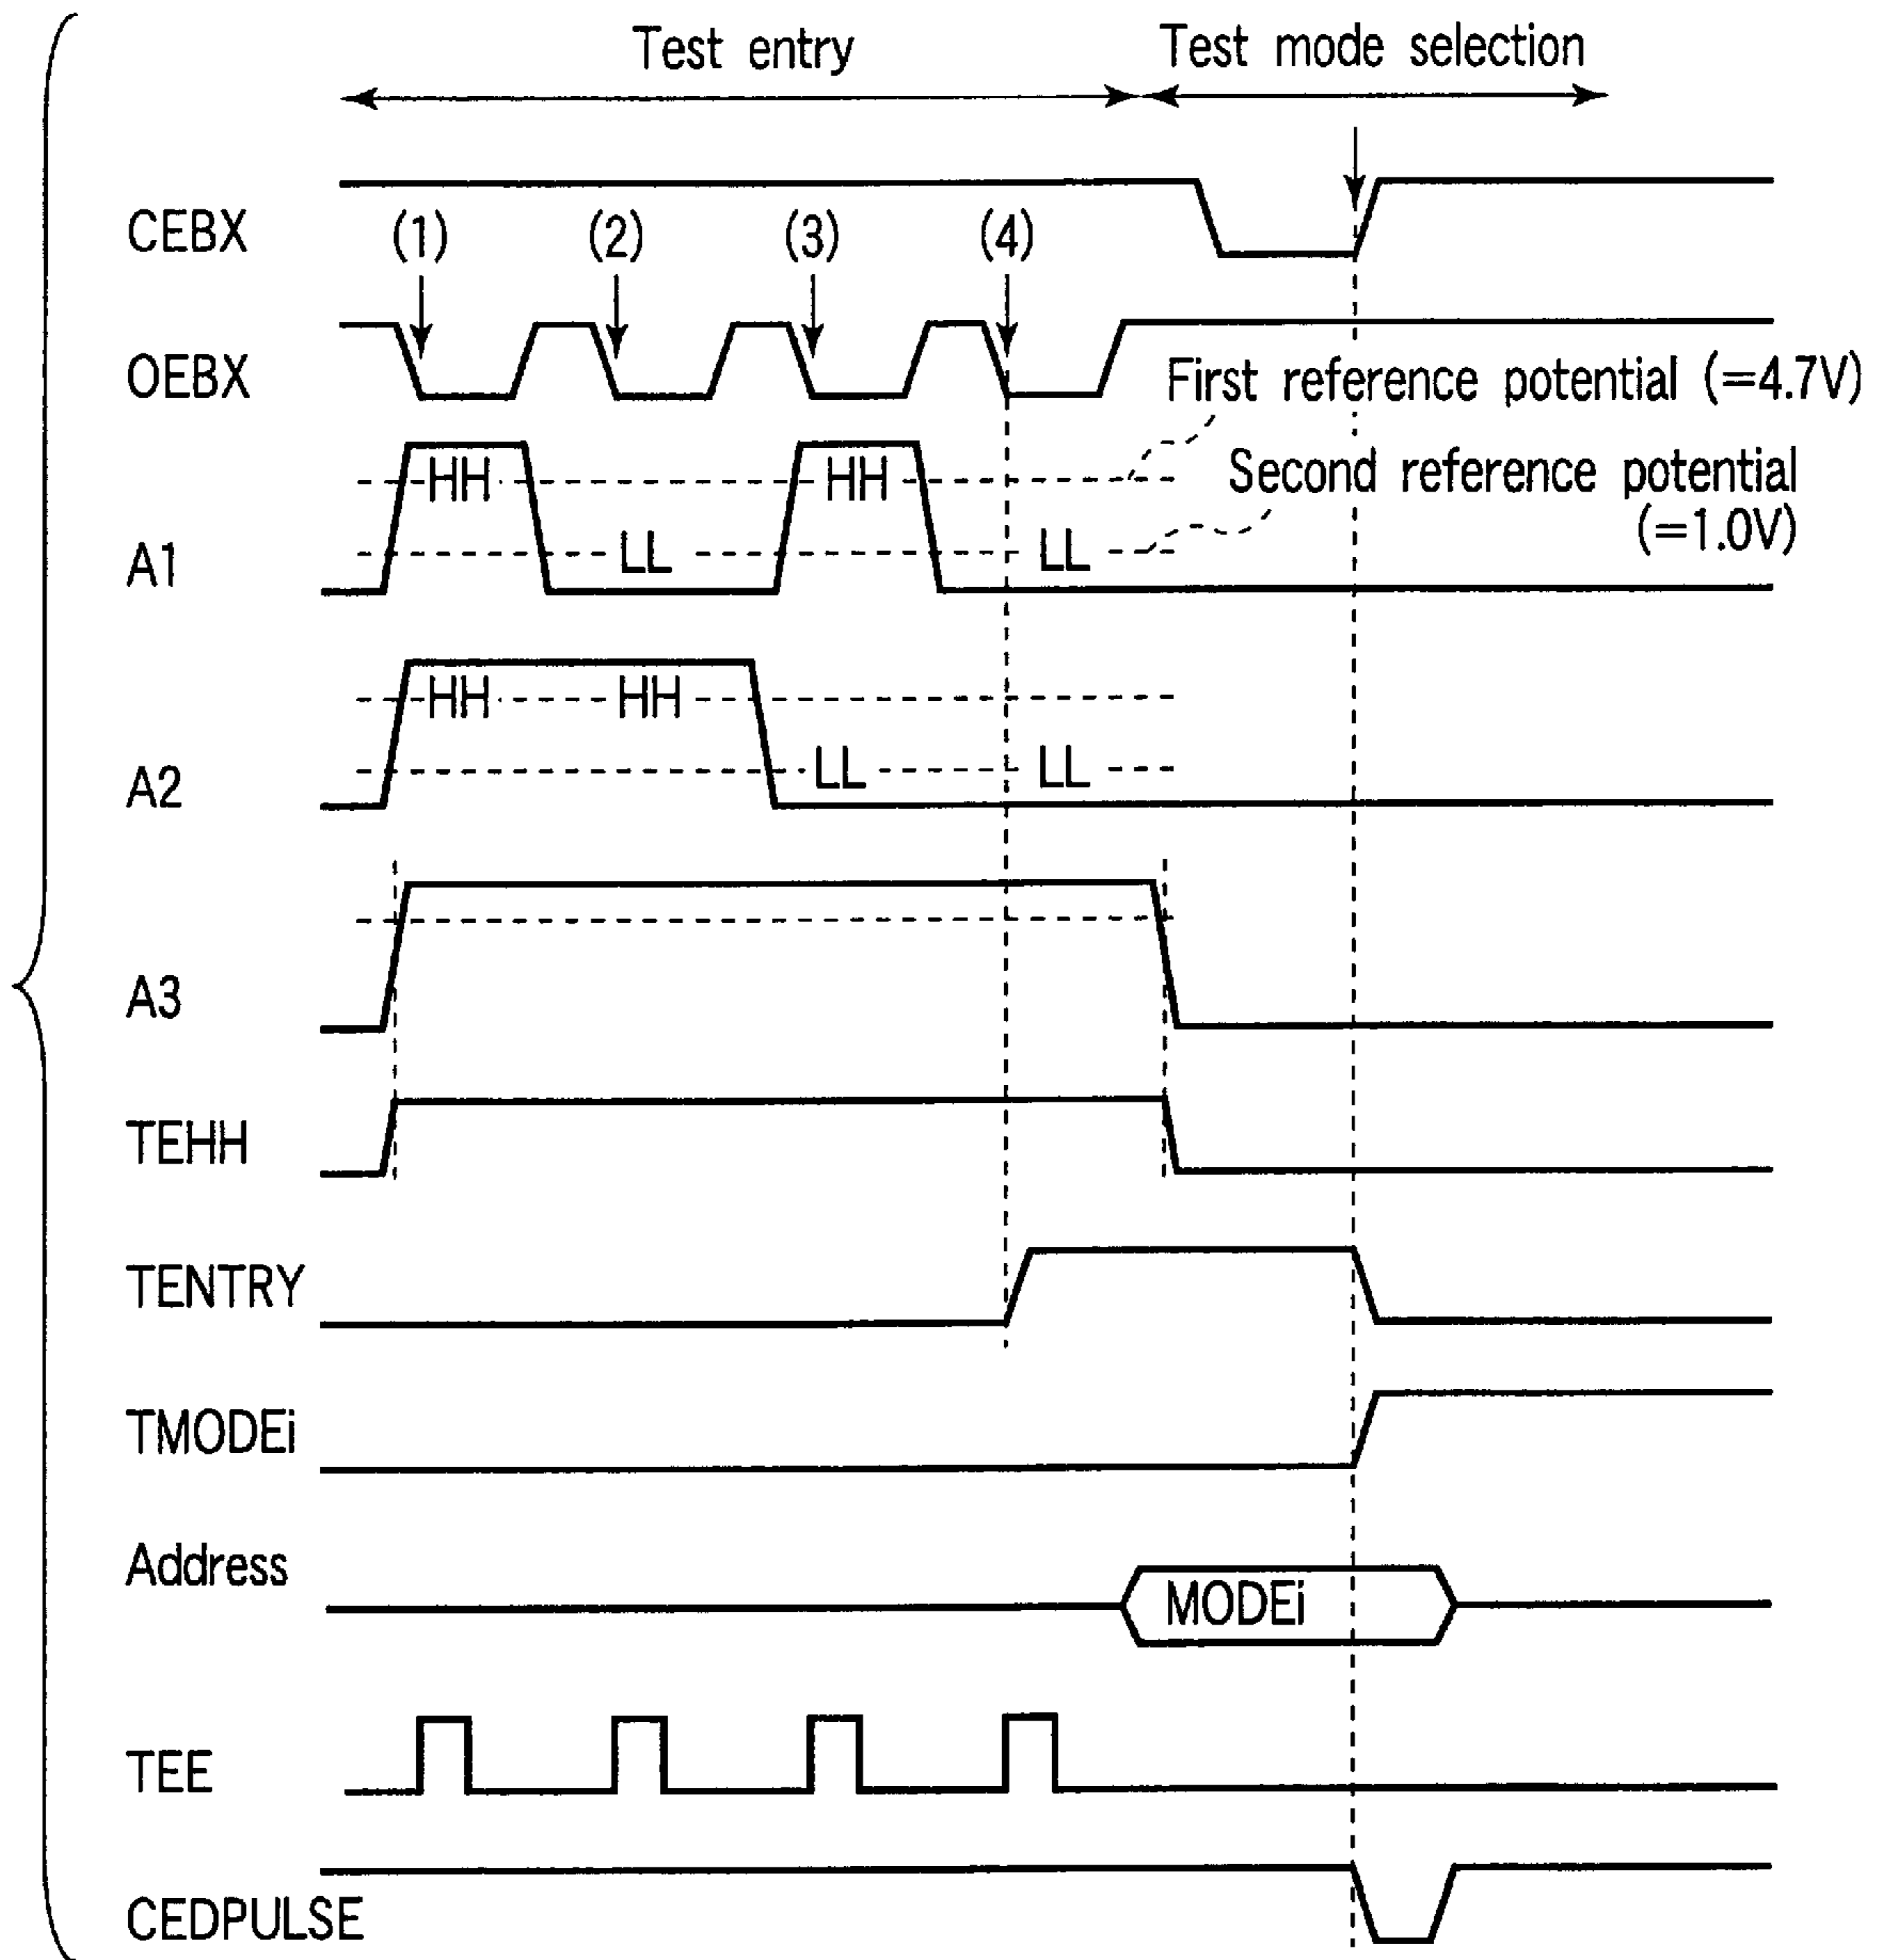 Test entry
Test mode selection
CEBX
(1) (2) (3) (4)
OEBX
First reference potential (=4.7V)
HH HH
Second reference potential
(=1.0V)
A1
LL LL
HH HH
A2
LL LL
A3
TEHH
TENTRY
TMODEi
Address
MODEi
TEE
CEDPULSE